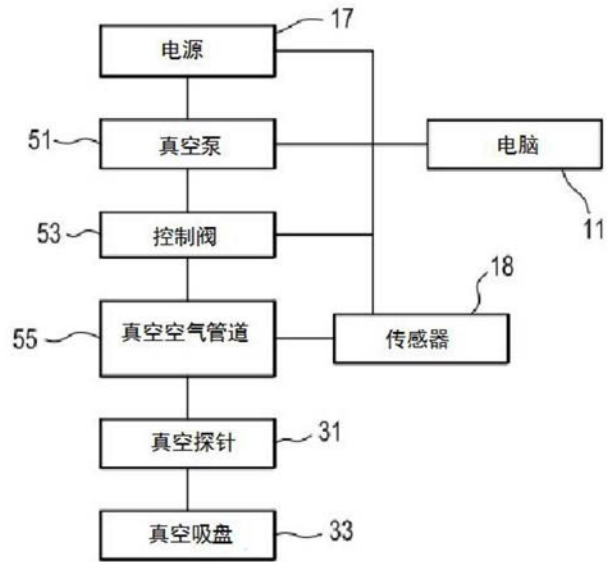 17
电源
51
真空泵
电脑
11
53
控制阀
18
55
真空空气管道
传感器
真空探针
31
真空吸盘
33